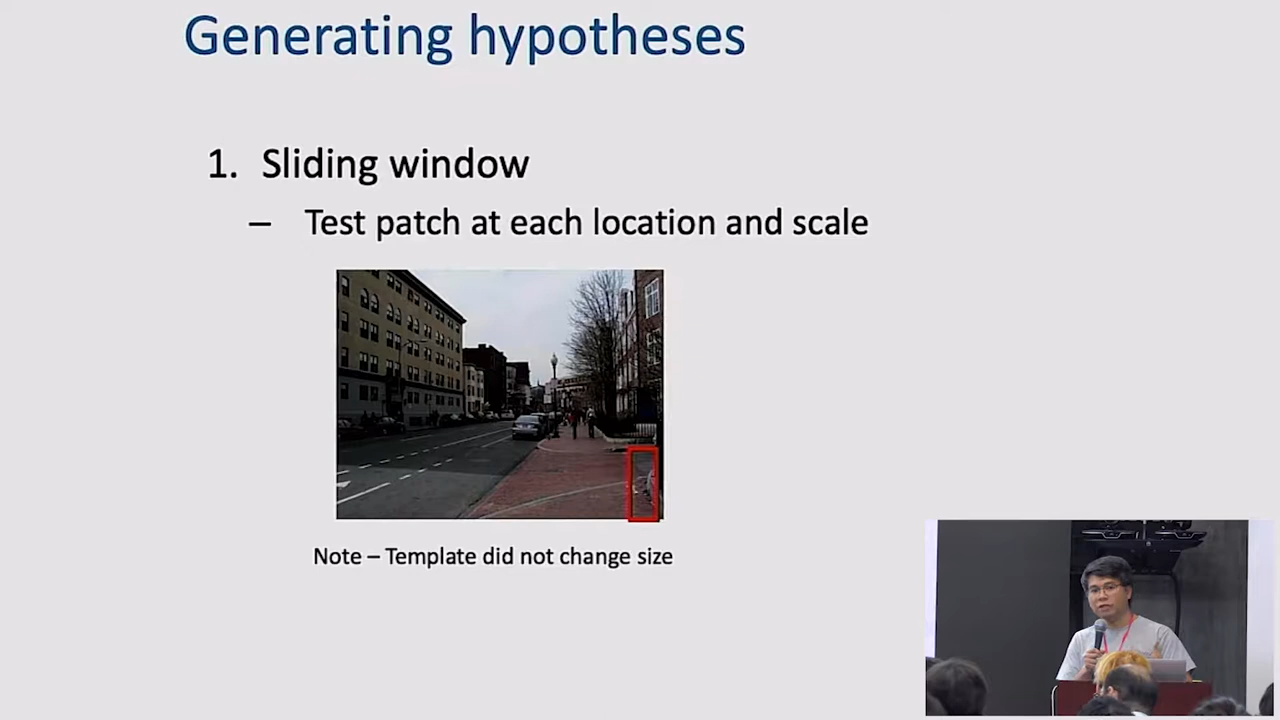 Generating hypotheses
1. Sliding window
– Test patch at each location and scale
Note – Template did not change size